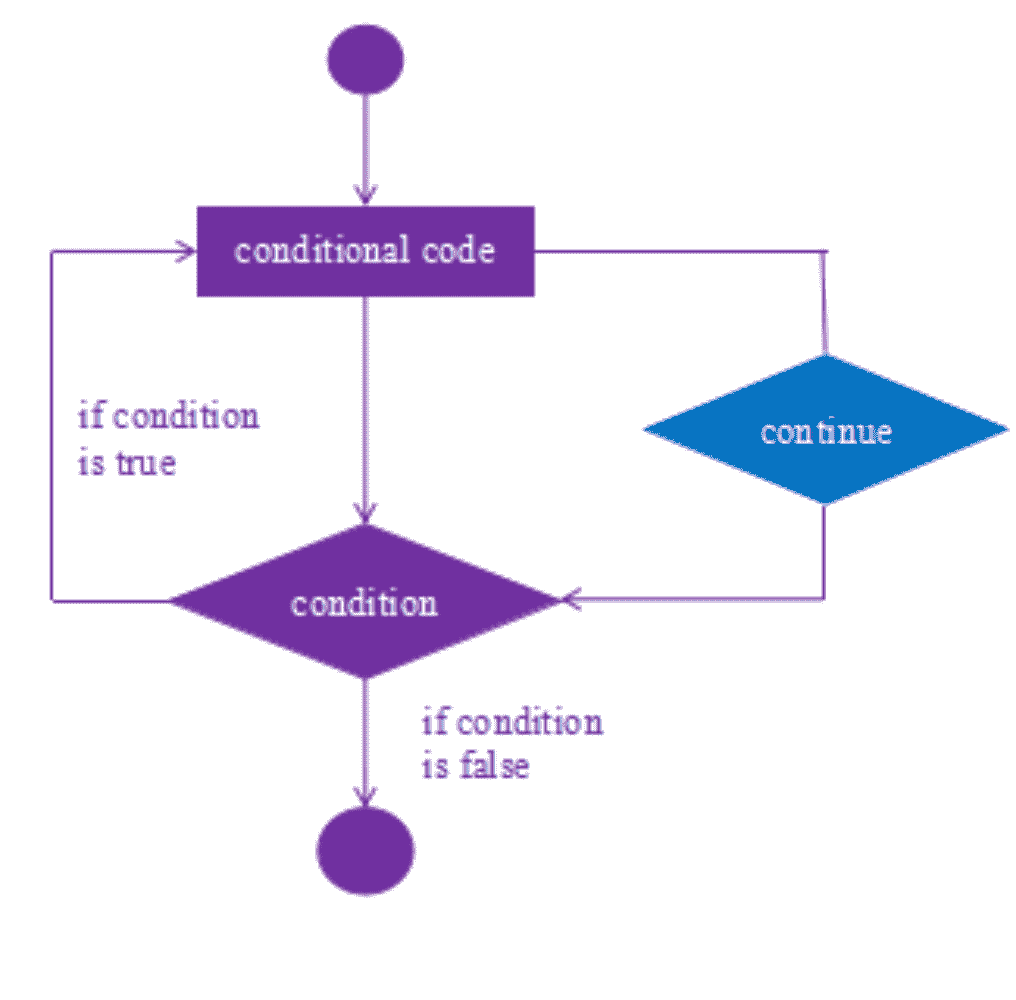 conditional code
if condition
is true
continue
condition
if condition
is false